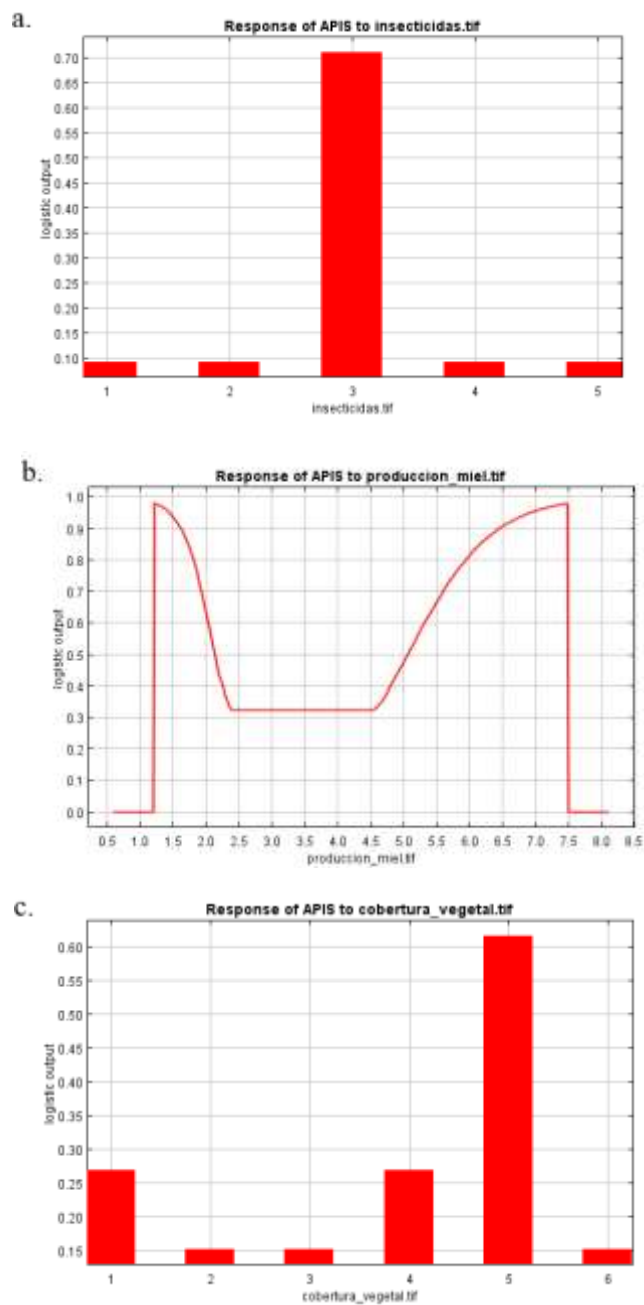 a.
Response of APIS to insecticidas.tif
logistic output
0.70
0.65
0.60
0.55
0.50
0.45
0.40
0.35
0.30
0.25
0.20
0.15
0.10
1 2 3 4 5
insecticidas.tif
b.
Response of APIS to produccion_miel.tif
logistic output
1.0
0.9
0.8
0.7
0.6
0.5
0.4
0.3
0.2
0.1
0.0
0.5 1.0 1.5 2.0 2.5 3.0 3.5 4.0 4.5 5.0 5.5 6.0 6.5 7.0 7.5 8.0 8.5
produccion_miel.tif
c.
Response of APIS to cobertura_vegetal.tif
logistic output
0.60
0.55
0.50
0.45
0.40
0.35
0.30
0.25
0.20
0.15
1 2 3 4 5 6
cobertura_vegetal.tif